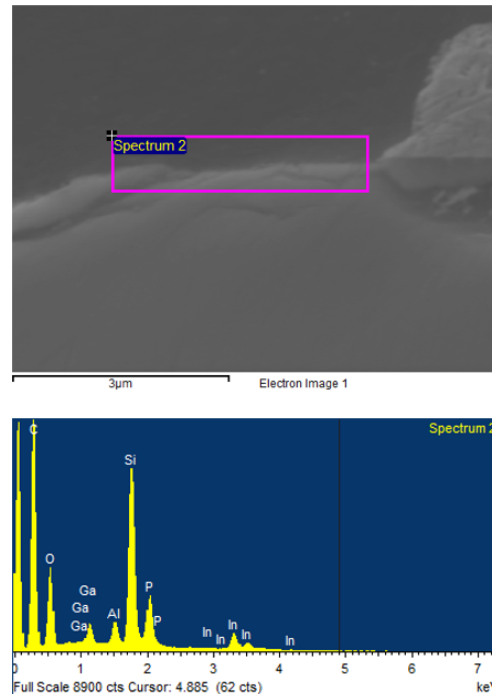 Spectrum 2
3µm Electron Image 1
Spectrum 2
C
Si
O
P
Ga
Ga
Al
P
Ga
In
In
In
In
In
0 1 2 3 4 5 6 7
Full Scale 8900 cts Cursor: 4.885 (62 cts) keV